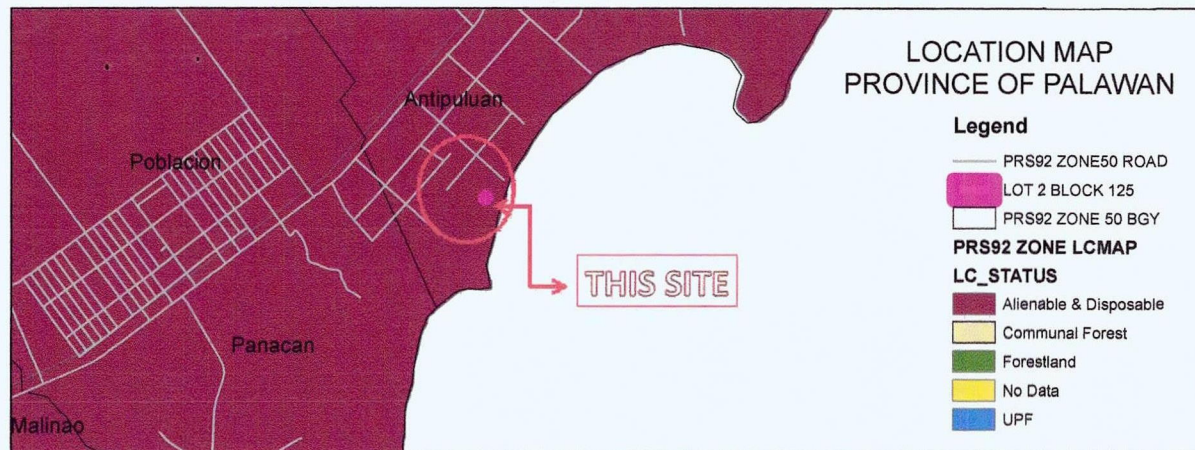 LOCATION MAP
PROVINCE OF PALAWAN
Legend
PRS92 ZONE50 ROAD
LOT 2 BLOCK 125
PRS92 ZONE 50 BGY
PRS92 ZONE LCMAP
LC_STATUS
Alienable & Disposable
Communal Forest
Forestland
No Data
UPF
Antipuluan
Poblacion
THIS SITE
Panacan
Malinao